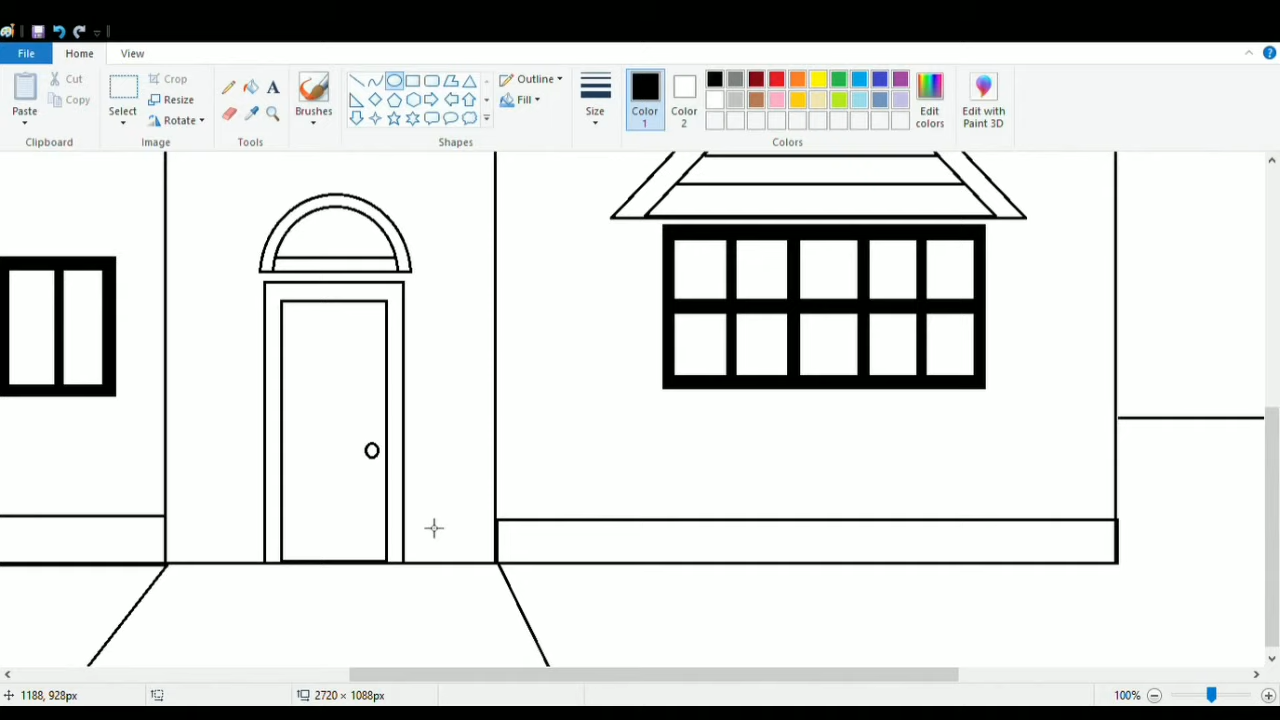 File Home View
Paste Cut Copy
Clipboard
Select Crop Resize Rotate
Image
A
Tools
Brushes
Outline Fill
Shapes
Size
Color 1 Color 2 Edit colors
Colors
Edit with Paint 3D
1188, 928px 2720 × 1088px 100%